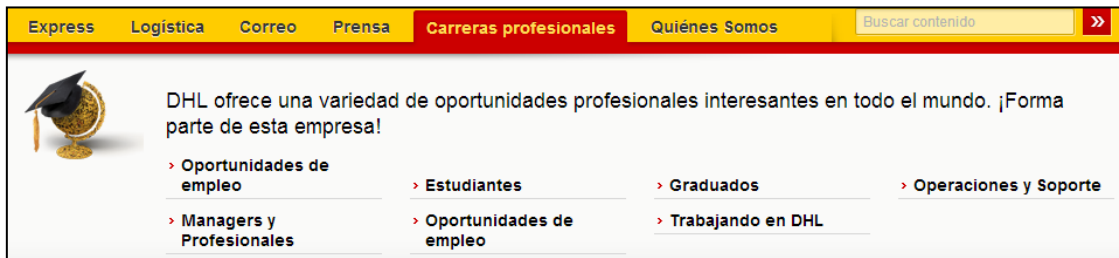 Express Logística Correo Prensa Carreras profesionales Quiénes Somos Buscar contenido »
DHL ofrece una variedad de oportunidades profesionales interesantes en todo el mundo. ¡Forma
parte de esta empresa!
› Oportunidades de
empleo
› Estudiantes
› Graduados
› Operaciones y Soporte
› Managers y
Profesionales
› Oportunidades de
empleo
› Trabajando en DHL